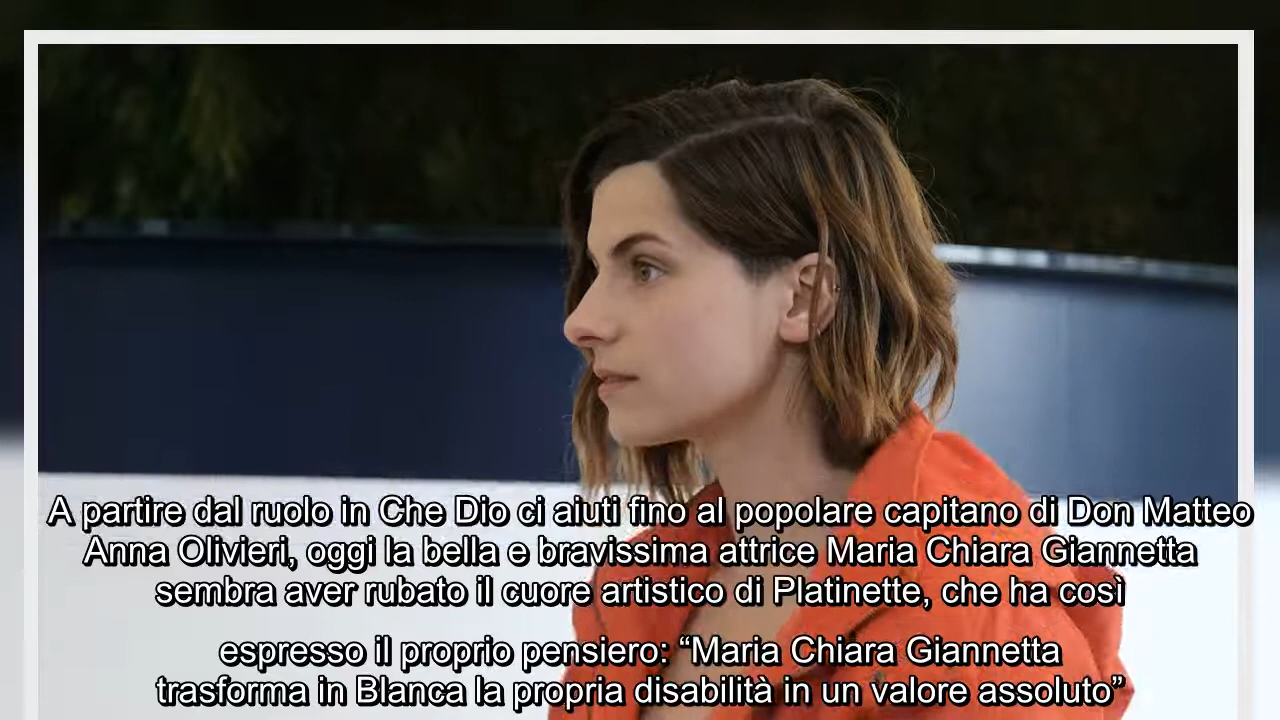 A partire dal ruolo in Che Dio ci aiuti fino al popolare capitano di Don Matteo
Anna Olivieri, oggi la bella e bravissima attrice Maria Chiara Giannetta
sembra aver rubato il cuore artistico di Platinette, che ha così
espresso il proprio pensiero: “Maria Chiara Giannetta
trasforma in Blanca la propria disabilità in un valore assoluto”